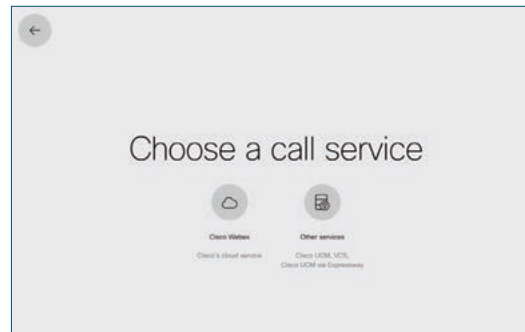 Choose a call service
Cisco Webex
Cisco's cloud service
Other services
Cisco UCM, VCS,
Cisco UCM via Expressway